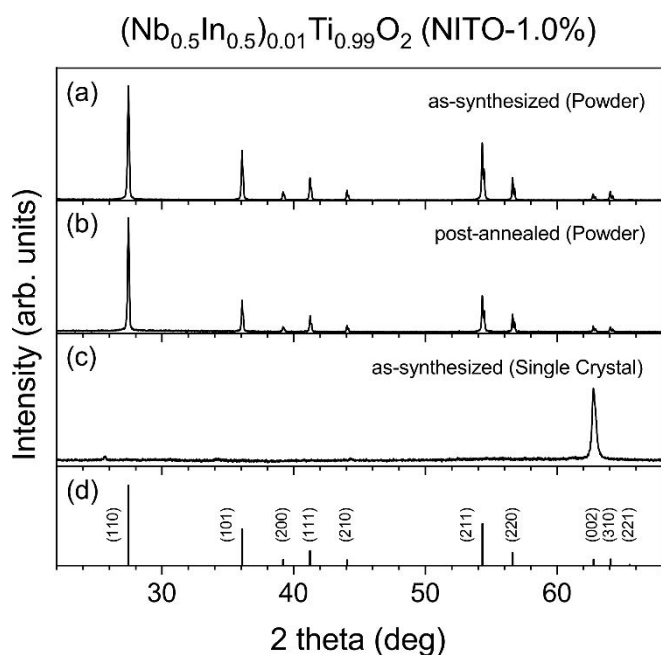 (Nb₀.₅In₀.₅)₀.₀₁Ti₀.₉₉O₂ (NITO-1.0%)
(a)
as-synthesized (Powder)
(b)
post-annealed (Powder)
(c)
as-synthesized (Single Crystal)
(d)
(110)
(101)
(200)
(111)
(210)
(211)
(220)
(002)
(310)
(221)
Intensity (arb. units)
30 40 50 60
2 theta (deg)